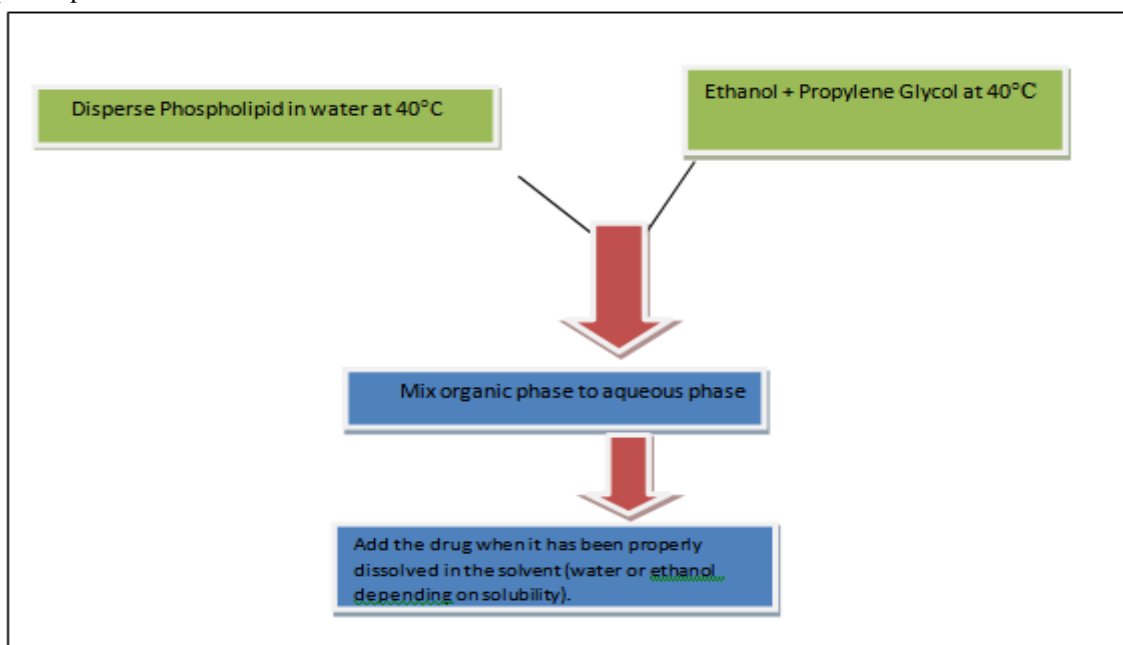 Disperse Phospholipid in water at 40°C
Ethanol + Propylene Glycol at 40°C
Mix organic phase to aqueous phase
Add the drug when it has been properly
dissolved in the solvent (water or ethanol
depending on solubility).